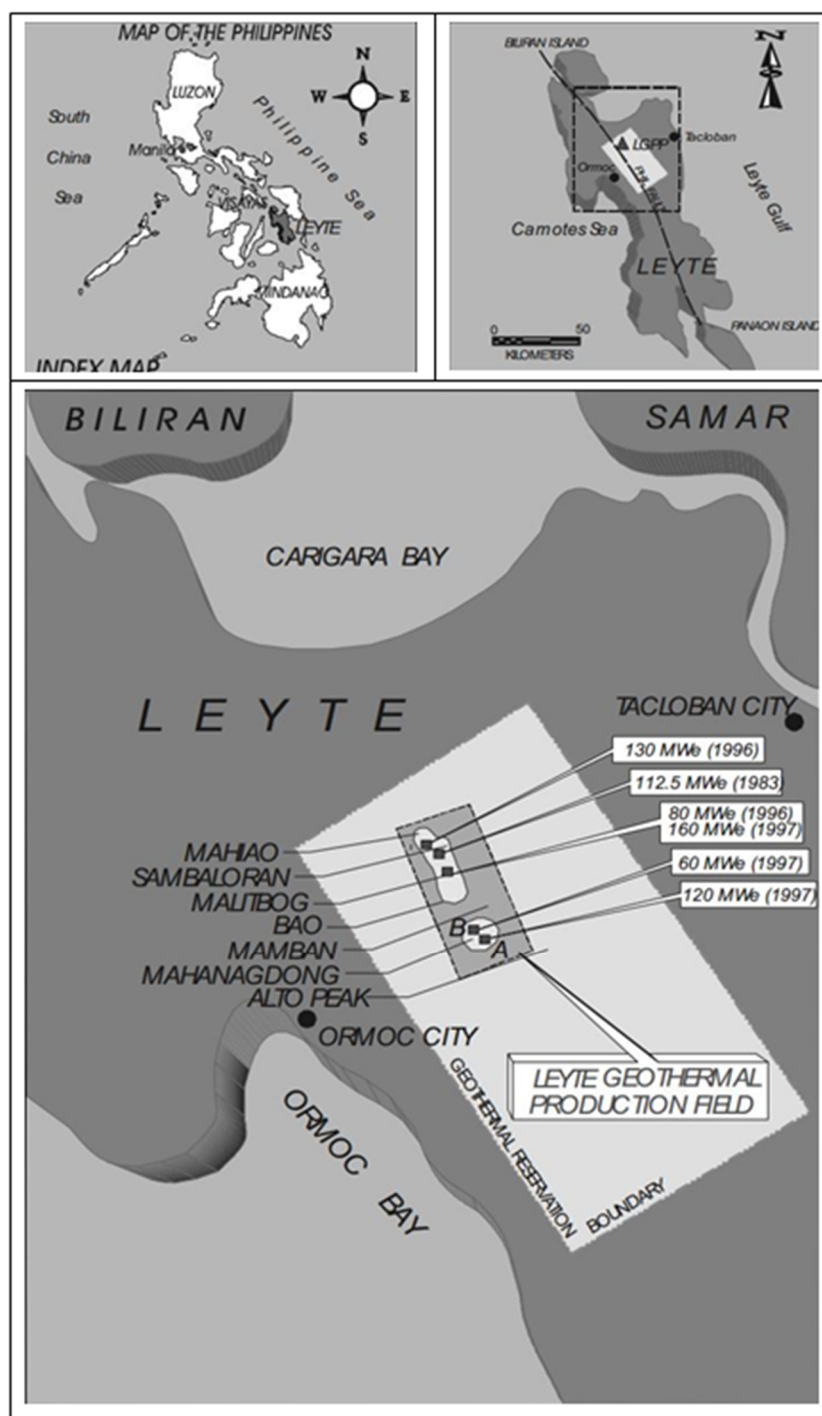 MAP OF THE PHILIPPINES
N
W
E
S
LUZON
South
China
Sea
Philippine Sea
Manila
VISAYAS
LEYTE
MINDANAO
INDEX MAP
BILIRAN ISLAND
N
S
Tacloban
LGPP
Ormoc
PHIL. FAULT
Leyte Gulf
Camotes Sea
LEYTE
PANAON ISLAND
0 50
KILOMETERS
BILIRAN
SAMAR
CARIGARA BAY
LEYTE
TACLOBAN CITY
130 MWe (1996)
112.5 MWe (1983)
80 MWe (1996)
160 MWe (1997)
60 MWe (1997)
120 MWe (1997)
MAHIAO
SAMBALORAN
MALITBOG
BAO
MAMBAN
MAHANAGDONG
ALTO PEAK
B
A
ORMOC CITY
LEYTE GEOTHERMAL
PRODUCTION FIELD
GEOTHERMAL RESERVATION
BOUNDARY
ORMOC BAY